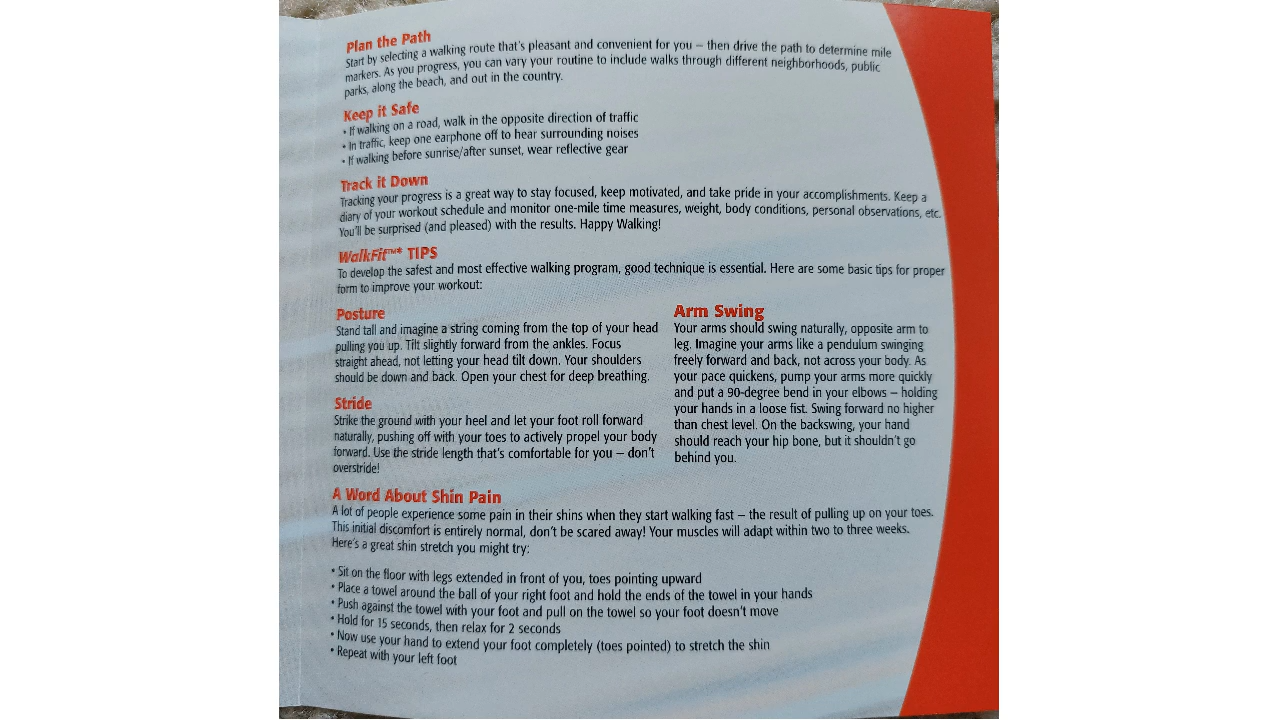 Plan the Path
Start by selecting a walking route that's pleasant and convenient for you – then drive the path to determine mile
markers. As you progress, you can vary your routine to include walks through different neighborhoods, public
parks, along the beach, and out in the country.
Keep it Safe
• If walking on a road, walk in the opposite direction of traffic
• In traffic, keep one earphone off to hear surrounding noises
• If walking before sunrise/after sunset, wear reflective gear
Track it Down
Tracking your progress is a great way to stay focused, keep motivated, and take pride in your accomplishments. Keep a
diary of your workout schedule and monitor one-mile time measures, weight, body conditions, personal observations, etc.
You'll be surprised (and pleased) with the results. Happy Walking!
WalkFit™* TIPS
To develop the safest and most effective walking program, good technique is essential. Here are some basic tips for proper
form to improve your workout:
Posture
Stand tall and imagine a string coming from the top of your head
pulling you up. Tilt slightly forward from the ankles. Focus
straight ahead, not letting your head tilt down. Your shoulders
should be down and back. Open your chest for deep breathing.
Stride
Strike the ground with your heel and let your foot roll forward
naturally, pushing off with your toes to actively propel your body
forward. Use the stride length that's comfortable for you – don't
overstride!
Arm Swing
Your arms should swing naturally, opposite arm to
leg. Imagine your arms like a pendulum swinging
freely forward and back, not across your body. As
your pace quickens, pump your arms more quickly
and put a 90-degree bend in your elbows – holding
your hands in a loose fist. Swing forward no higher
than chest level. On the backswing, your hand
should reach your hip bone, but it shouldn't go
behind you.
A Word About Shin Pain
A lot of people experience some pain in their shins when they start walking fast – the result of pulling up on your toes.
This initial discomfort is entirely normal, don't be scared away! Your muscles will adapt within two to three weeks.
Here's a great shin stretch you might try:
• Sit on the floor with legs extended in front of you, toes pointing upward
• Place a towel around the ball of your right foot and hold the ends of the towel in your hands
• Push against the towel with your foot and pull on the towel so your foot doesn't move
• Hold for 15 seconds, then relax for 2 seconds
• Now use your hand to extend your foot completely (toes pointed) to stretch the shin
• Repeat with your left foot